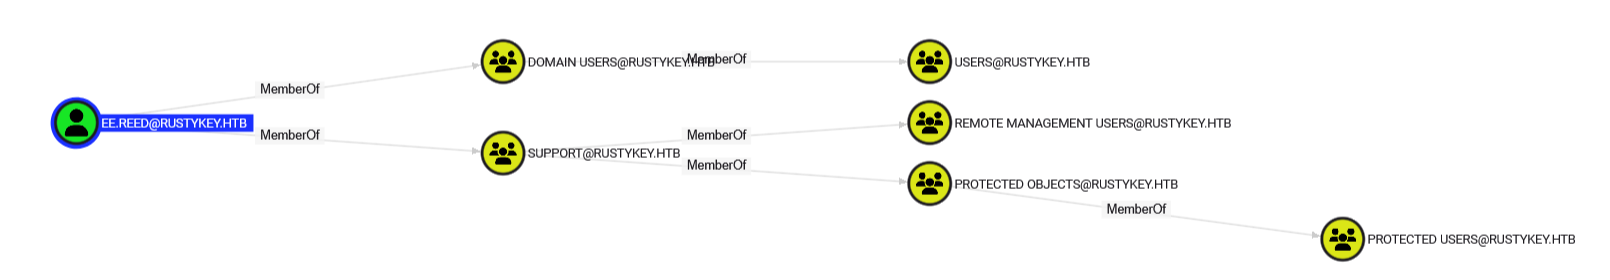 DOMAIN USERS@RUSTYKEY.HTB
MemberOf
USERS@RUSTYKEY.HTB
MemberOf
EE.REED@RUSTYKEY.HTB
MemberOf
MemberOf
REMOTE MANAGEMENT USERS@RUSTYKEY.HTB
SUPPORT@RUSTYKEY.HTB
MemberOf
PROTECTED OBJECTS@RUSTYKEY.HTB
MemberOf
PROTECTED USERS@RUSTYKEY.HTB